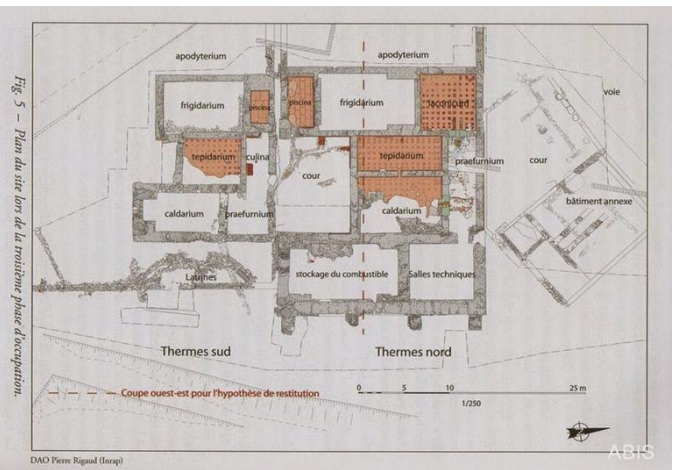 Fig. 5 – Plan du site lors de la troisième phase d'occupation.
apodyterium
apodyterium
frigidarium
piscina
piscina
frigidarium
laconicum
voie
tepidarium
culina
cour
tepidarium
praefurnium
cour
bâtiment annexe
caldarium
praefurnium
caldarium
Latrines
stockage du combustible
Salles techniques
Thermes sud
Thermes nord
Coupe ouest-est pour l'hypothèse de restitution
0 5 10 25 m
1/250
DAO Pierre Rigaud (Inrap)
ABIS